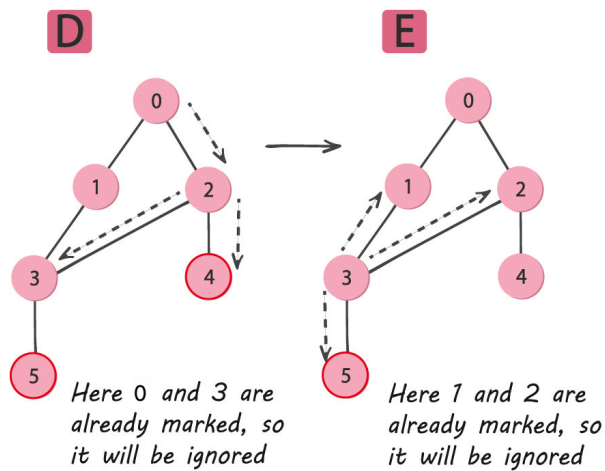 D
E
0
0
1
2
1
2
3
4
3
4
5
5
Here 0 and 3 are
already marked, so
it will be ignored
Here 1 and 2 are
already marked, so
it will be ignored